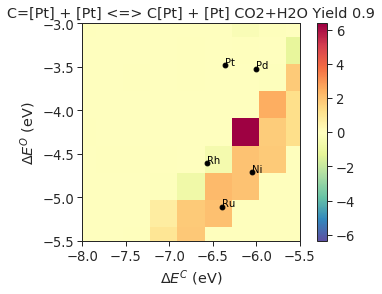 C=[Pt] + [Pt] <=> C[Pt] + [Pt] CO2+H2O Yield 0.9
−3.0
−3.5
−4.0
−4.5
−5.0
−5.5
ΔE^O (eV)
Pt
Pd
Rh
Ni
Ru
−8.0 −7.5 −7.0 −6.5 −6.0 −5.5
ΔE^C (eV)
6
4
2
0
−2
−4
−6